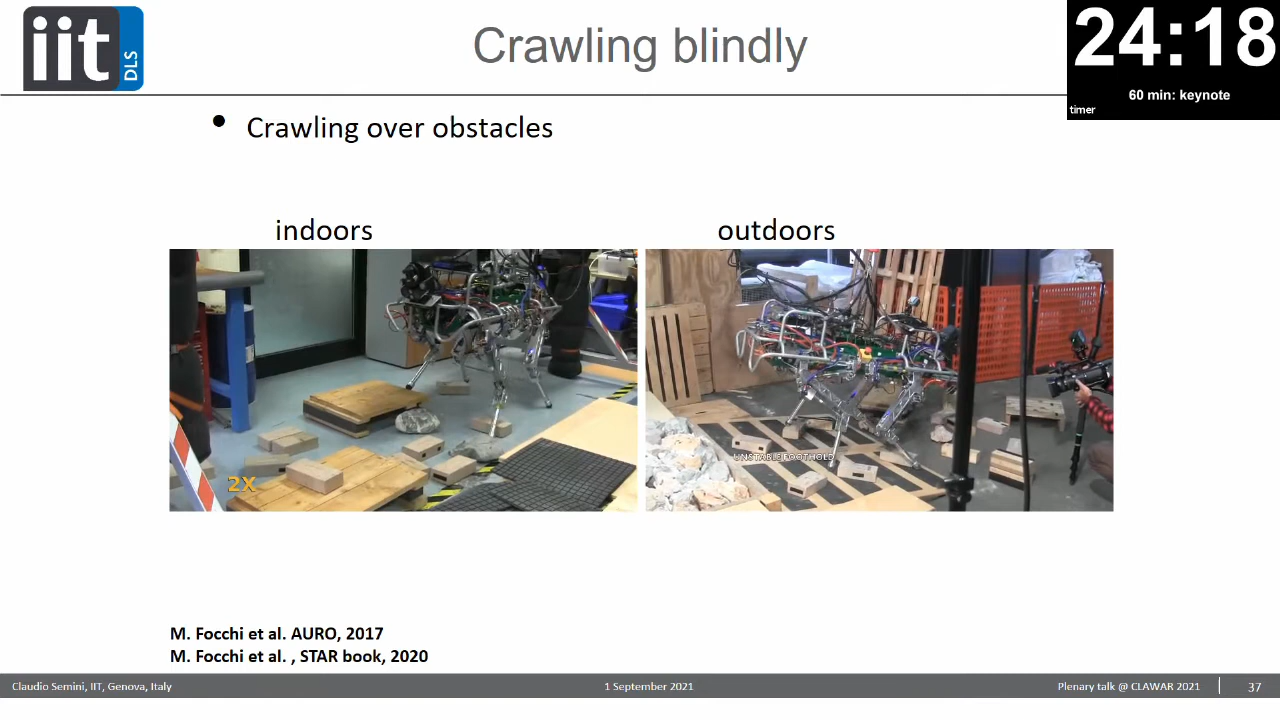 iit
DLS
Crawling blindly
24:18
60 min: keynote
timer
• Crawling over obstacles
indoors
outdoors
2X
UNSTABLE FOOTHOLD
M. Focchi et al. AURO, 2017
M. Focchi et al. , STAR book, 2020
Claudio Semini, IIT, Genova, Italy
1 September 2021
Plenary talk @ CLAWAR 2021
37